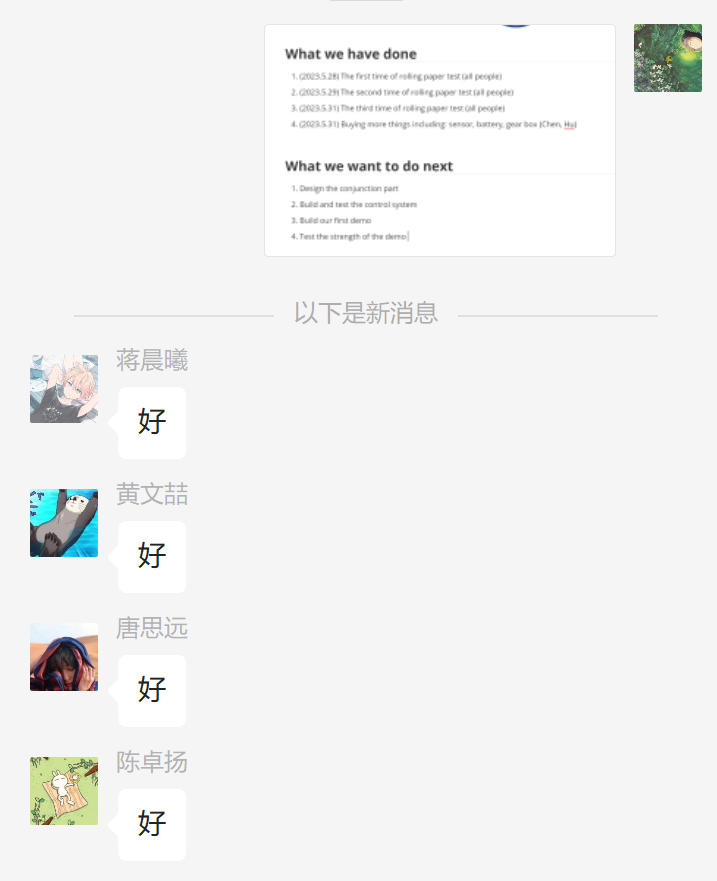 What we have done
1. (2023.5.28) The first time of rolling paper test (all people)
2. (2023.5.29) The second time of rolling paper test (all people)
3. (2023.5.31) The third time of rolling paper test (all people)
4. (2023.5.31) Buying more things including: sensor, battery, gear box (Chen, Hu)
What we want to do next
1. Design the conjunction part
2. Build and test the control system
3. Build our first demo
4. Test the strength of the demo
以下是新消息
蒋晨曦
好
黄文喆
好
唐思远
好
陈卓扬
好